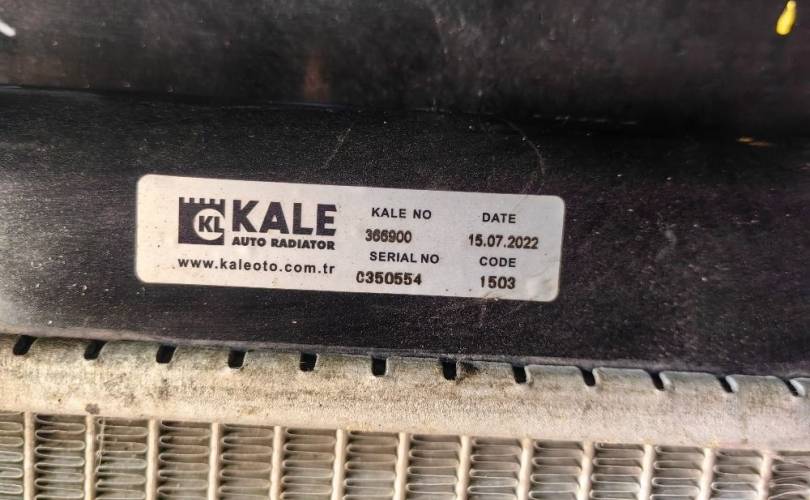 KL KALE KALE NO DATE
AUTO RADIATOR 366900 15.07.2022
SERIAL NO CODE
www.kaleoto.com.tr C350554 1503